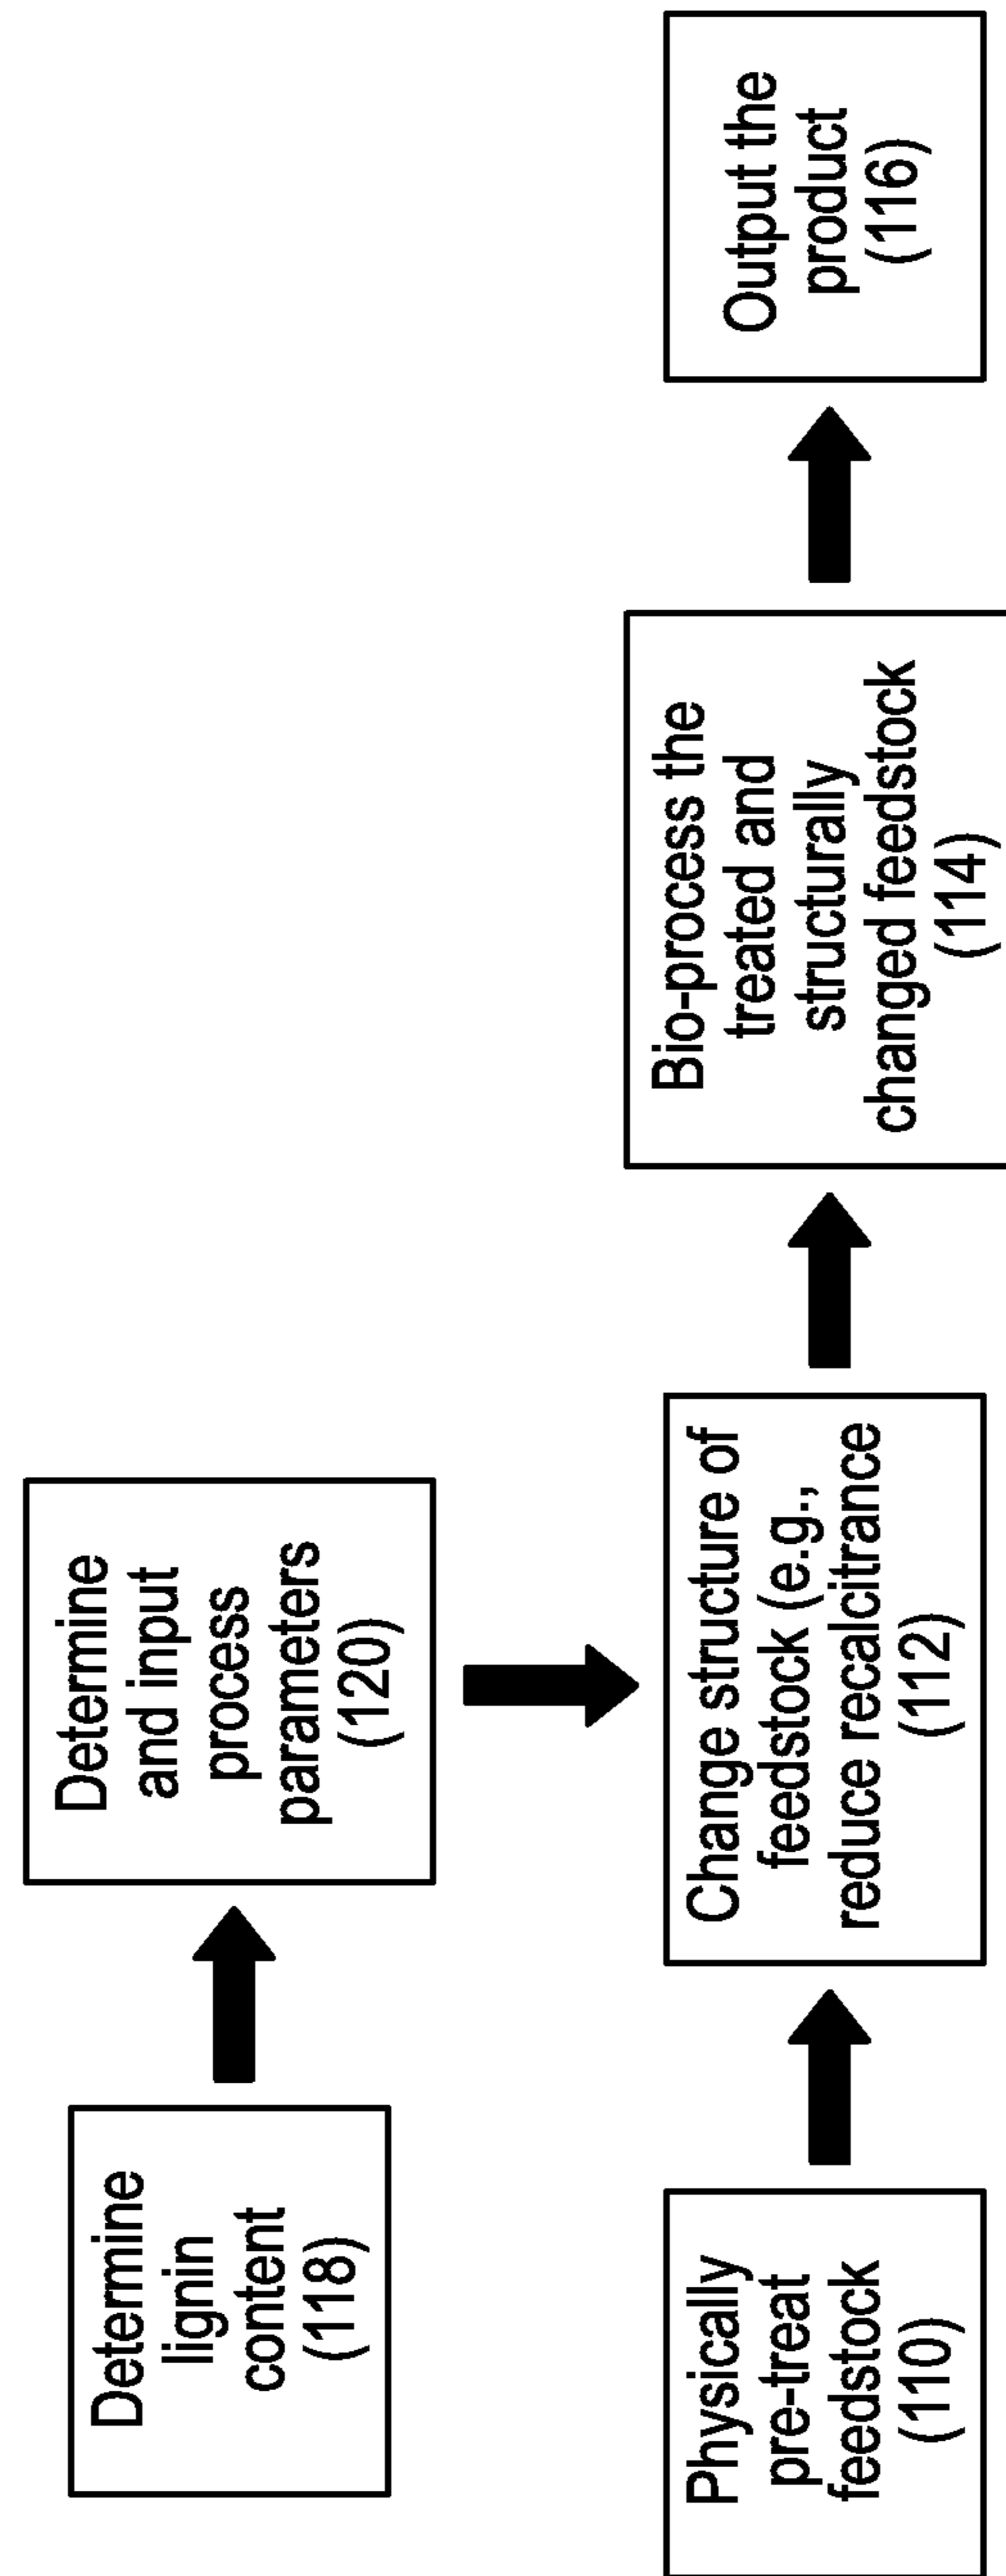 Determine
lignin
content
(118)
Determine
and input
process
parameters
(120)
Physically
pre-treat
feedstock
(110)
Change structure of
feedstock (e.g.,
reduce recalcitrance
(112)
Bio-process the
treated and
structurally
changed feedstock
(114)
Output the
product
(116)